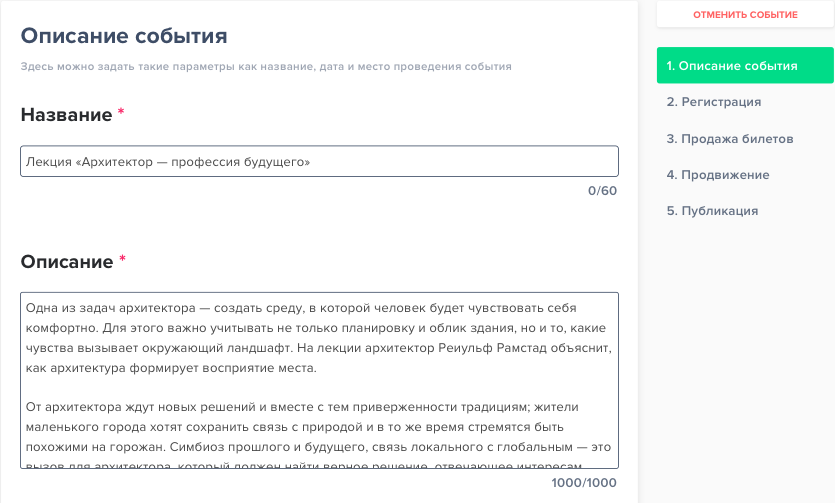 Описание события
Здесь можно задать такие параметры как название, дата и место проведения события
Название *
Лекция «Архитектор — профессия будущего»
0/60
Описание *
Одна из задач архитектора — создать среду, в которой человек будет чувствовать себя
комфортно. Для этого важно учитывать не только планировку и облик здания, но и то, какие
чувства вызывает окружающий ландшафт. На лекции архитектор Реиульф Рамстад объяснит,
как архитектура формирует восприятие места.
От архитектора ждут новых решений и вместе с тем приверженности традициям; жители
маленького города хотят сохранить связь с природой и в то же время стремятся быть
похожими на горожан. Симбиоз прошлого и будущего, связь локального с глобальным — это
вызов для архитектора, который должен найти верное решение, отвечающее интересам
1000/1000
ОТМЕНИТЬ СОБЫТИЕ
1. Описание события
2. Регистрация
3. Продажа билетов
4. Продвижение
5. Публикация